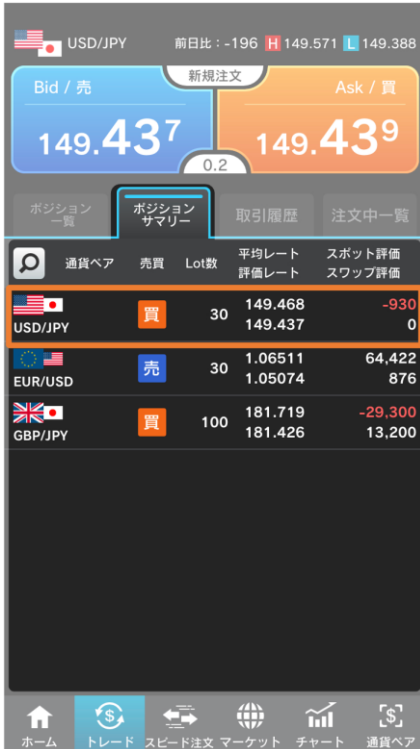 USD/JPY 前日比：-196 H 149.571 L 149.388
新規注文
Bid / 売 Ask / 買
149.437 149.439
0.2
ポジション
一覧
ポジション
サマリー
取引履歴
注文中一覧
通貨ペア 売買 Lot数 平均レート スポット評価
評価レート スワップ評価
買 30 149.468 -930
USD/JPY 149.437 0
売 30 1.06511 64,422
EUR/USD 1.05074 876
買 100 181.719 -29,300
GBP/JPY 181.426 13,200
ホーム トレード スピード注文 マーケット チャート 通貨ペア